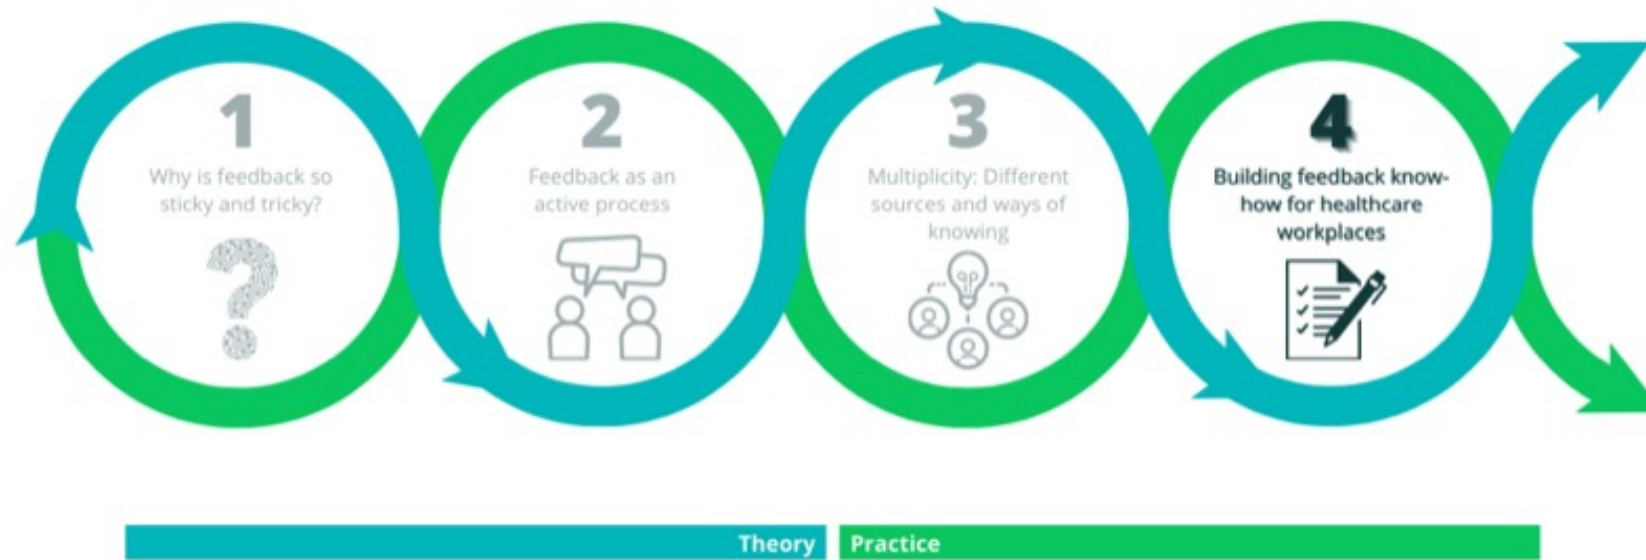 1
Why is feedback so
sticky and tricky?
2
Feedback as an
active process
3
Multiplicity: Different
sources and ways of
knowing
4
Building feedback know-
how for healthcare
workplaces
Theory
Practice